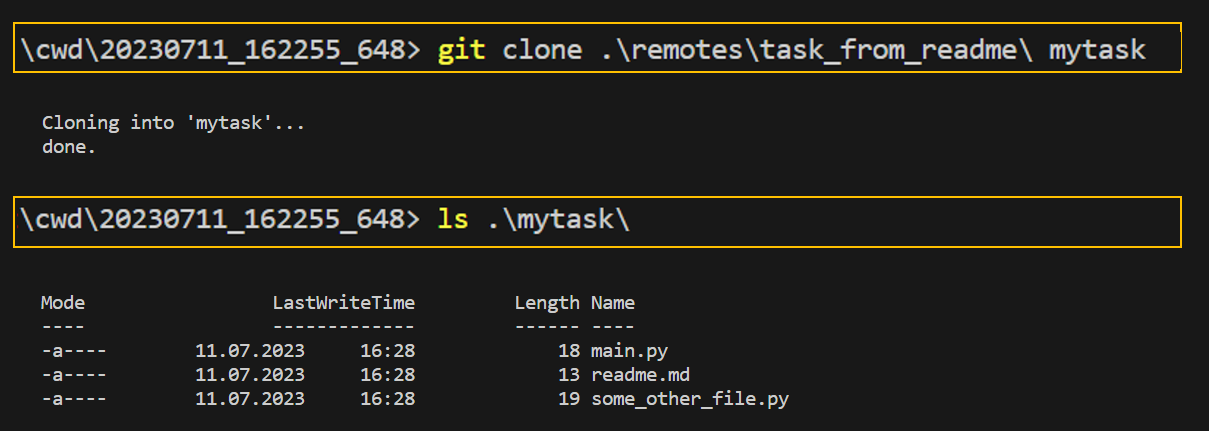 \cwd\20230711_162255_648> git clone .\remotes\task_from_readme\ mytask
Cloning into 'mytask'...
done.
\cwd\20230711_162255_648> ls .\mytask\
Mode LastWriteTime Length Name
---- ------------- ------ ----
-a---- 11.07.2023 16:28 18 main.py
-a---- 11.07.2023 16:28 13 readme.md
-a---- 11.07.2023 16:28 19 some_other_file.py